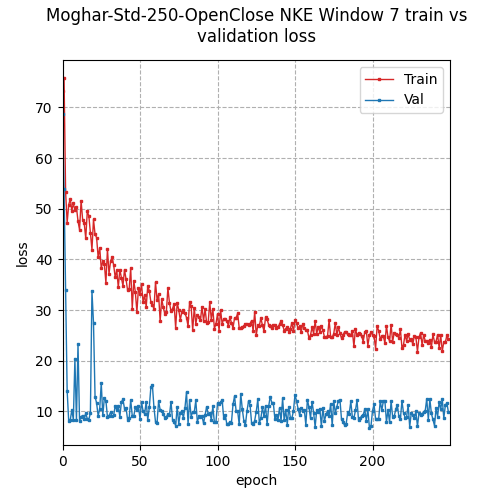 Moghar-Std-250-OpenClose NKE Window 7 train vs
validation loss
Train
Val
loss
70
60
50
40
30
20
10
0
50
100
150
200
epoch